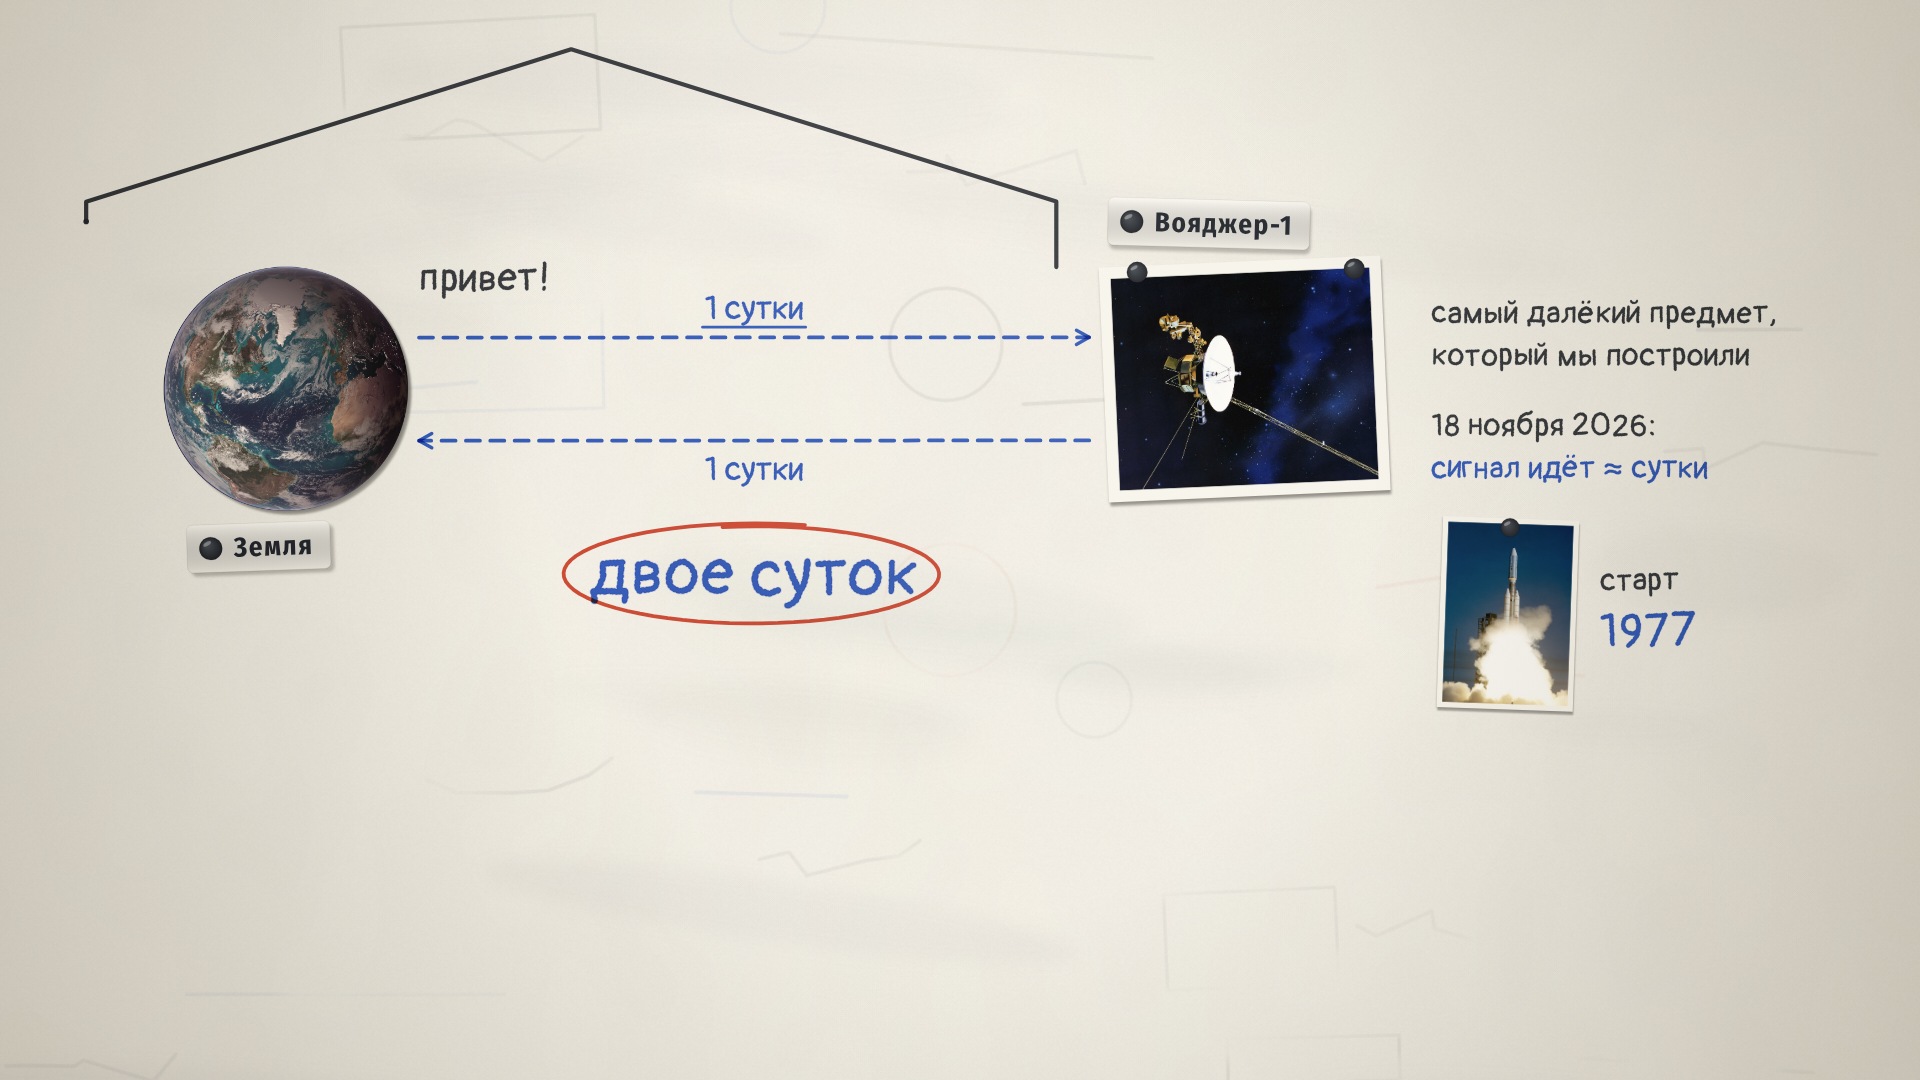 Вояджер-1
привет!
1 сутки
самый далёкий предмет,
который мы построили
18 ноября 2026:
сигнал идёт ≈ сутки
1 сутки
Земля
двое суток
старт
1977